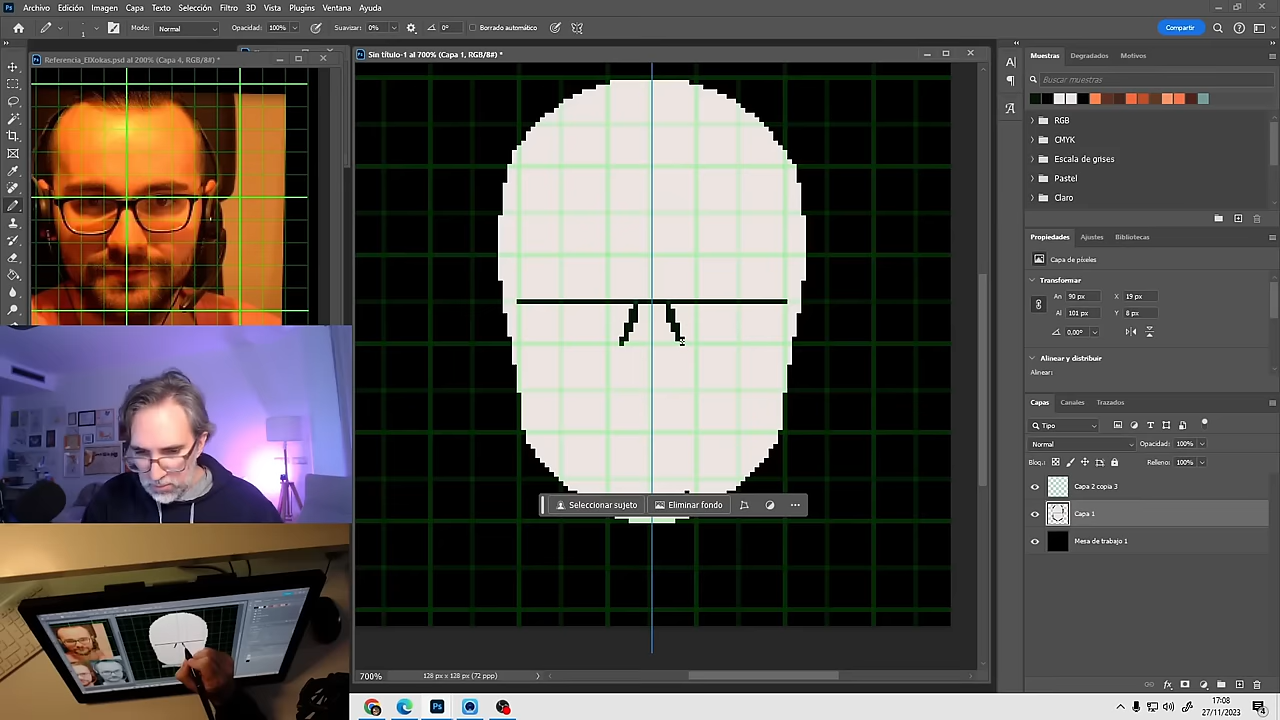 Archivo Edición Imagen Capa Texto Selección Filtro 3D Vista Plugins Ventana Ayuda
1 Modo: Normal Opacidad: 100% Suavizar: 0% 0° Borrado automático Compartir
Referencia_ElXokas.psd al 200% (Capa 4, RGB/8#) *
Sin título-1 al 700% (Capa 1, RGB/8#) *
Muestras Degradados Motivos
Buscar muestras
RGB
CMYK
Escala de grises
Pastel
Claro
Propiedades Ajustes Bibliotecas
Capa de píxeles
Transformar
An 90 px X 19 px
Al 101 px Y 8 px
0,00°
Alinear y distribuir
Alinear:
Capas Canales Trazados
Tipo
Normal Opacidad: 100%
Bloq.: Relleno: 100%
Capa 2 copia 3
Capa 1
Mesa de trabajo 1
Seleccionar sujeto Eliminar fondo
700% 128 px x 128 px (72 ppp)
17:08
27/11/2023